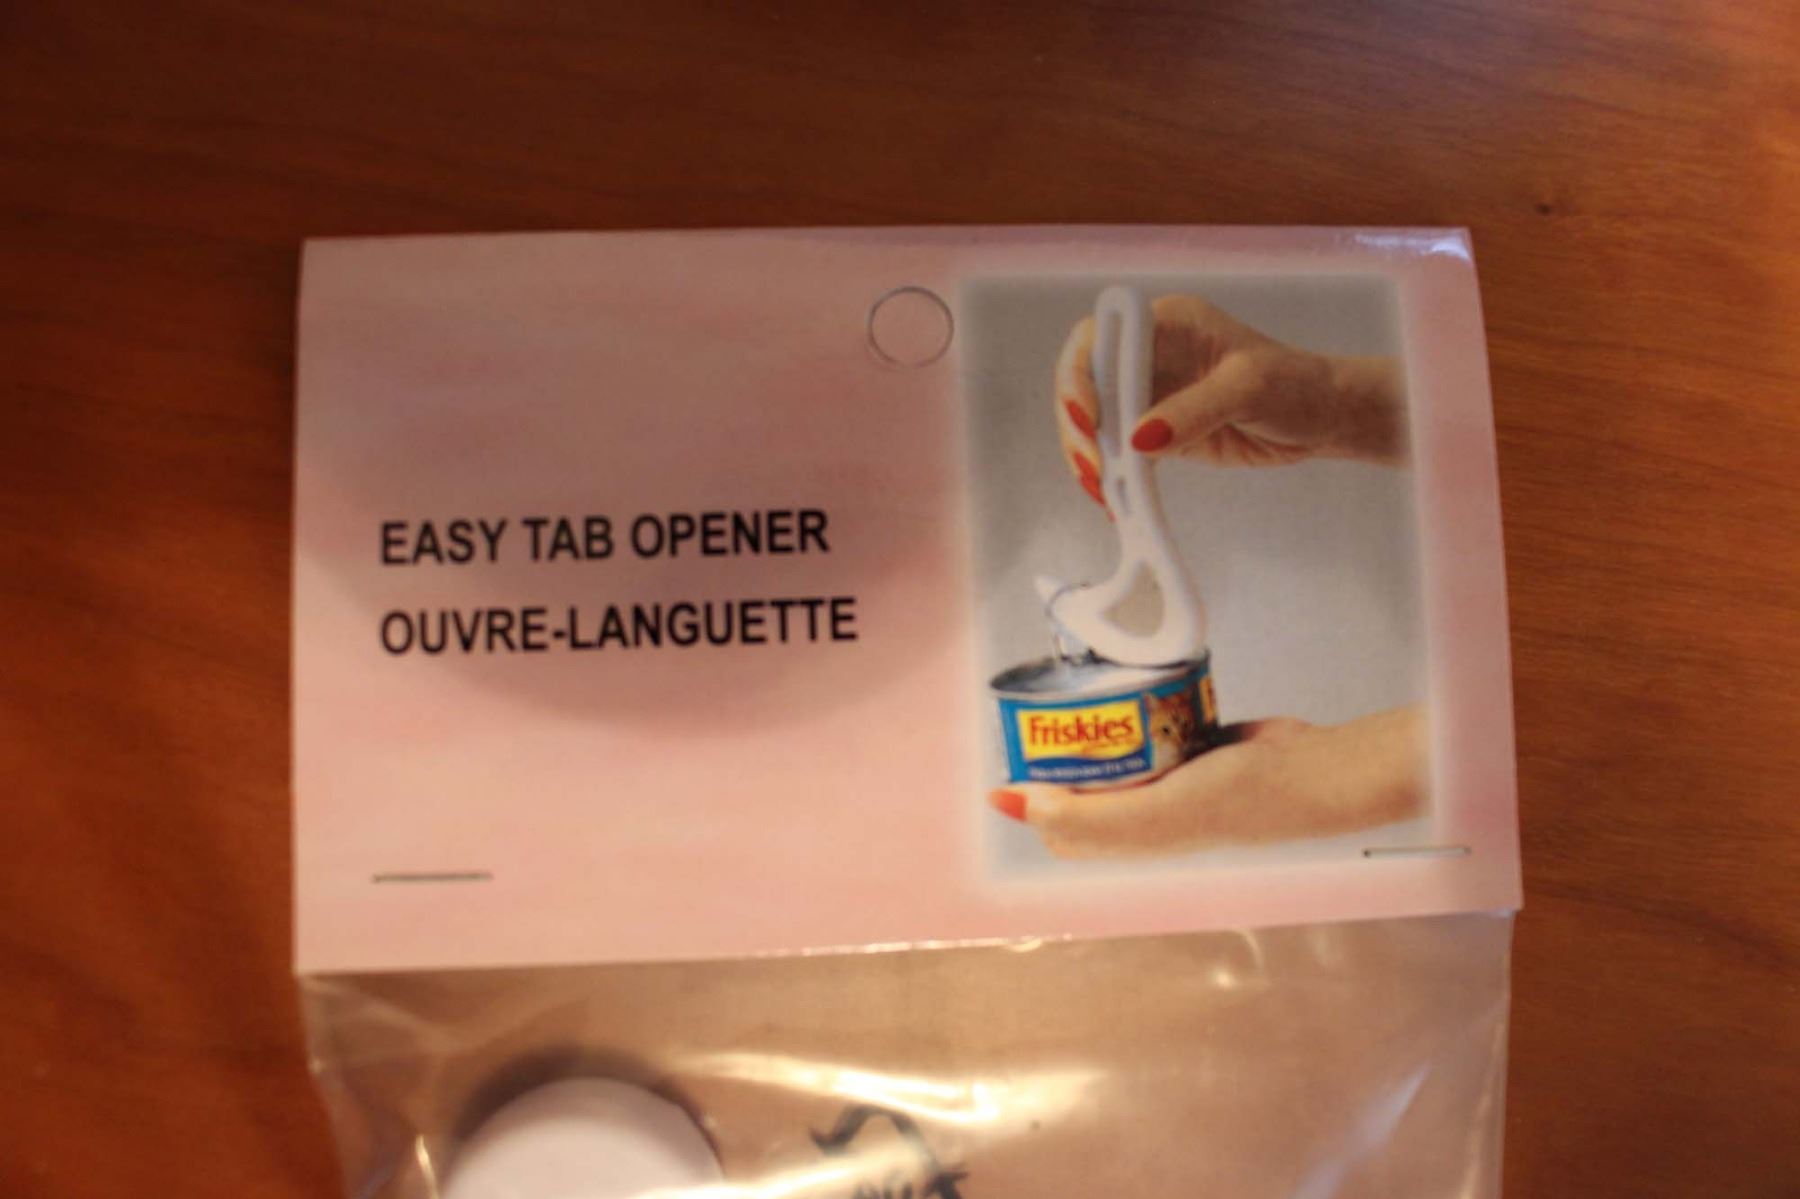 EASY TAB OPENER
OUVRE-LANGUETTE
Friskies